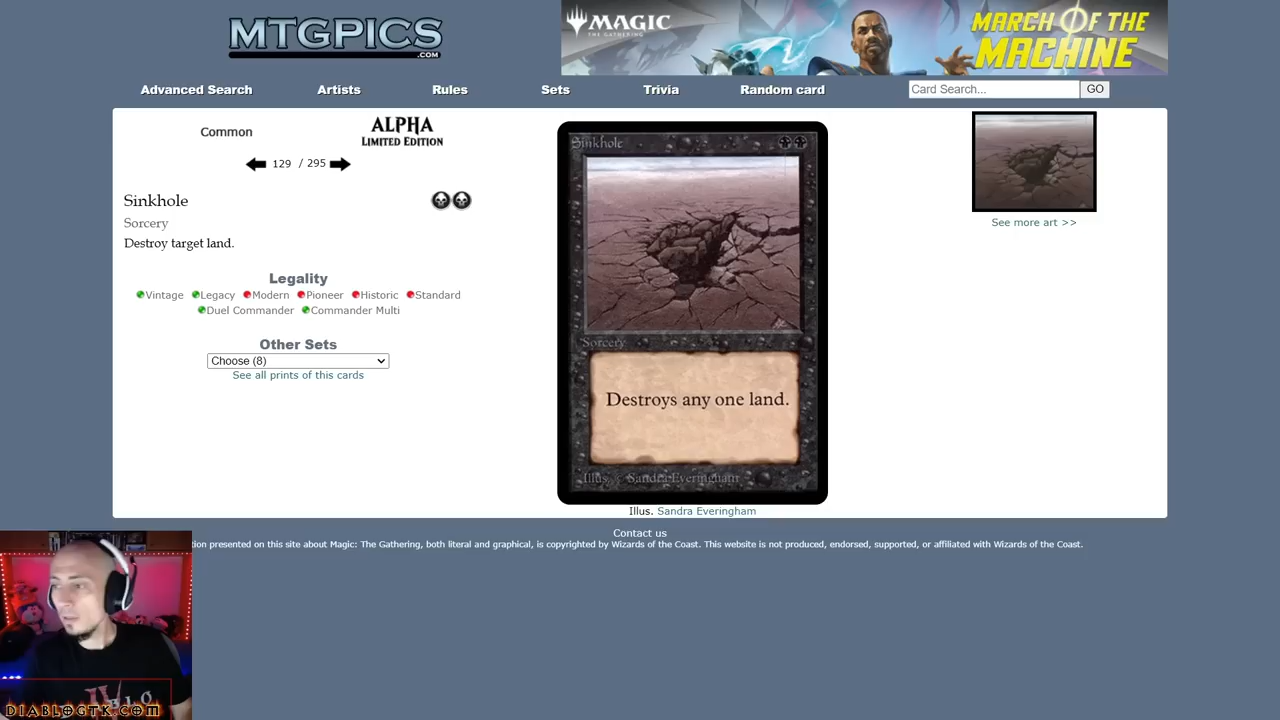 MTGPICS
.COM
MAGIC
THE GATHERING
MARCH OF THE
MACHINE
Advanced Search
Artists
Rules
Sets
Trivia
Random card
Card Search...
GO
Common
ALPHA
LIMITED EDITION
129 / 295
Sinkhole
Sorcery
Destroy target land.
Legality
Vintage Legacy Modern Pioneer Historic Standard
Duel Commander Commander Multi
Other Sets
Choose (8)
See all prints of this cards
Sinkhole
Sorcery
Destroys any one land.
Illus. © Sandra Everingham
Illus. Sandra Everingham
See more art >>
Contact us
ion presented on this site about Magic: The Gathering, both literal and graphical, is copyrighted by Wizards of the Coast. This website is not produced, endorsed, supported, or affiliated with Wizards of the Coast.
DIABLOGTK.COM